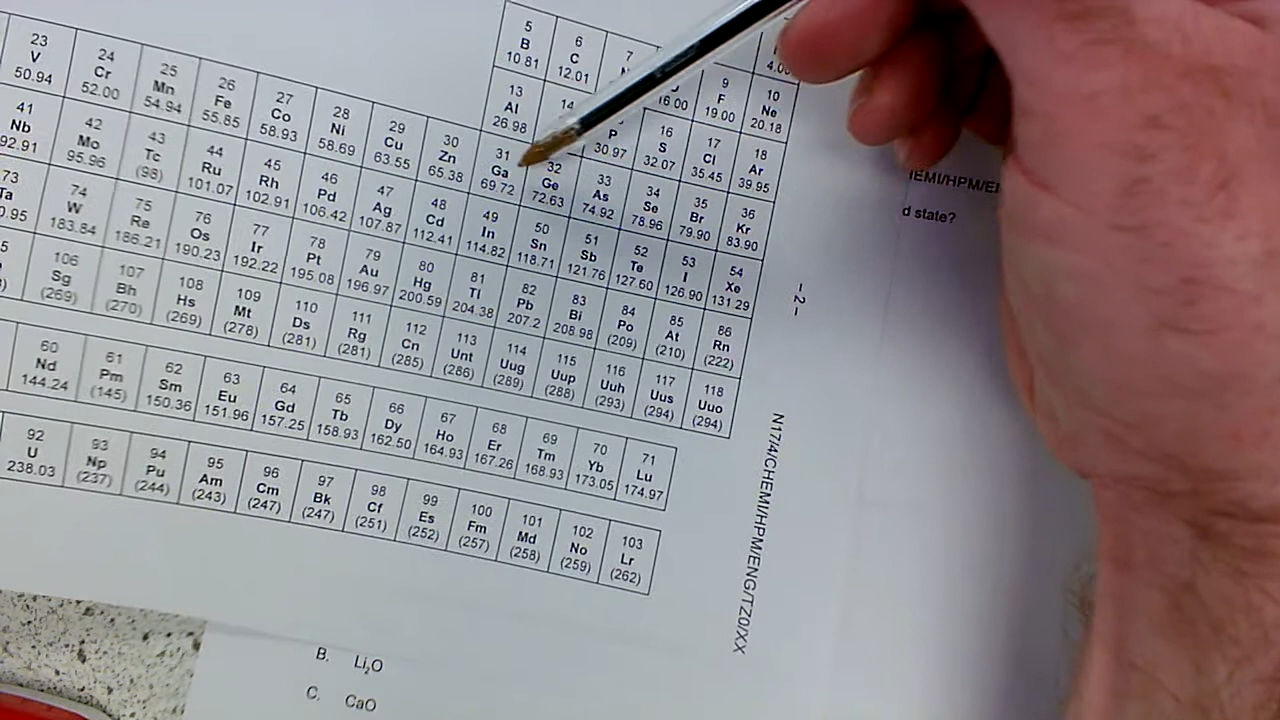 5 6 7
B C
10.81 12.01 4.00
13 14 9 10
Al F Ne
26.98 16.00 19.00 20.18
23 24 25 26 27 28 29 30 31 32 33 34 35 36
V Cr Mn Fe Co Ni Cu Zn Ga Ge As Se Br Kr
50.94 52.00 54.94 55.85 58.93 58.69 63.55 65.38 69.72 72.63 74.92 78.96 79.90 83.90
16 17 18
P S Cl Ar
30.97 32.07 35.45 39.95
41 42 43 44 45 46 47 48 49 50 51 52 53 54
Nb Mo Tc Ru Rh Pd Ag Cd In Sn Sb Te I Xe
92.91 95.96 (98) 101.07 102.91 106.42 107.87 112.41 114.82 118.71 121.76 127.60 126.90 131.29
73 74 75 76 77 78 79 80 81 82 83 84 85 86
Ta W Re Os Ir Pt Au Hg Tl Pb Bi Po At Rn
0.95 183.84 186.21 190.23 192.22 195.08 196.97 200.59 204.38 207.2 208.98 (209) (210) (222)
5 106 107 108 109 110 111 112 113 114 115 116 117 118
Sg Bh Hs Mt Ds Rg Cn Unt Uug Uup Uuh Uus Uuo
(269) (270) (269) (278) (281) (281) (285) (286) (289) (288) (293) (294) (294)
60 61 62 63 64 65 66 67 68 69 70 71
Nd Pm Sm Eu Gd Tb Dy Ho Er Tm Yb Lu
144.24 (145) 150.36 151.96 157.25 158.93 162.50 164.93 167.26 168.93 173.05 174.97
92 93 94 95 96 97 98 99 100 101 102 103
U Np Pu Am Cm Bk Cf Es Fm Md No Lr
238.03 (237) (244) (243) (247) (247) (251) (252) (257) (258) (259) (262)
– 2 –
N17/4/CHEMI/HPM/ENG/TZ0/XX
IEMI/HPM/EI
d state?
B. Li₂O
C. CaO